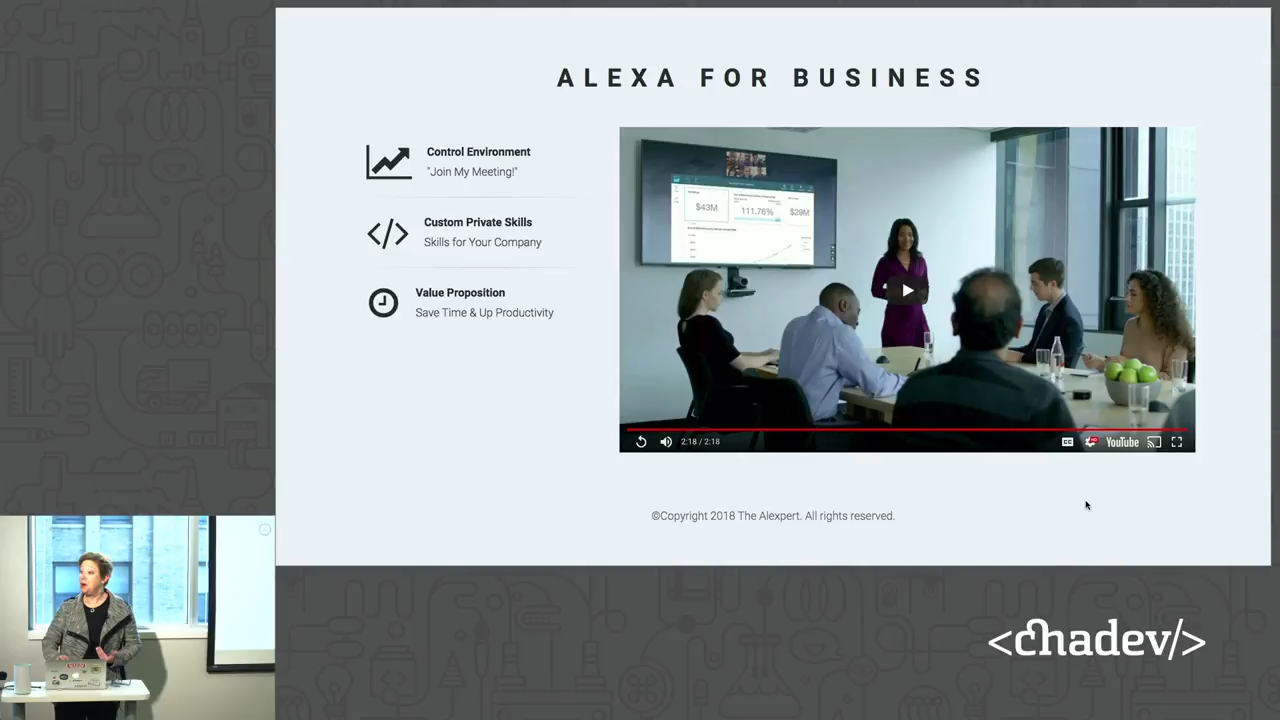 ALEXA FOR BUSINESS
Control Environment
"Join My Meeting!"
Custom Private Skills
Skills for Your Company
Value Proposition
Save Time & Up Productivity
$43M
111.76%
$29M
2:18 / 2:18
CC
HD
YouTube
©Copyright 2018 The Alexpert. All rights reserved.
<chadev/>